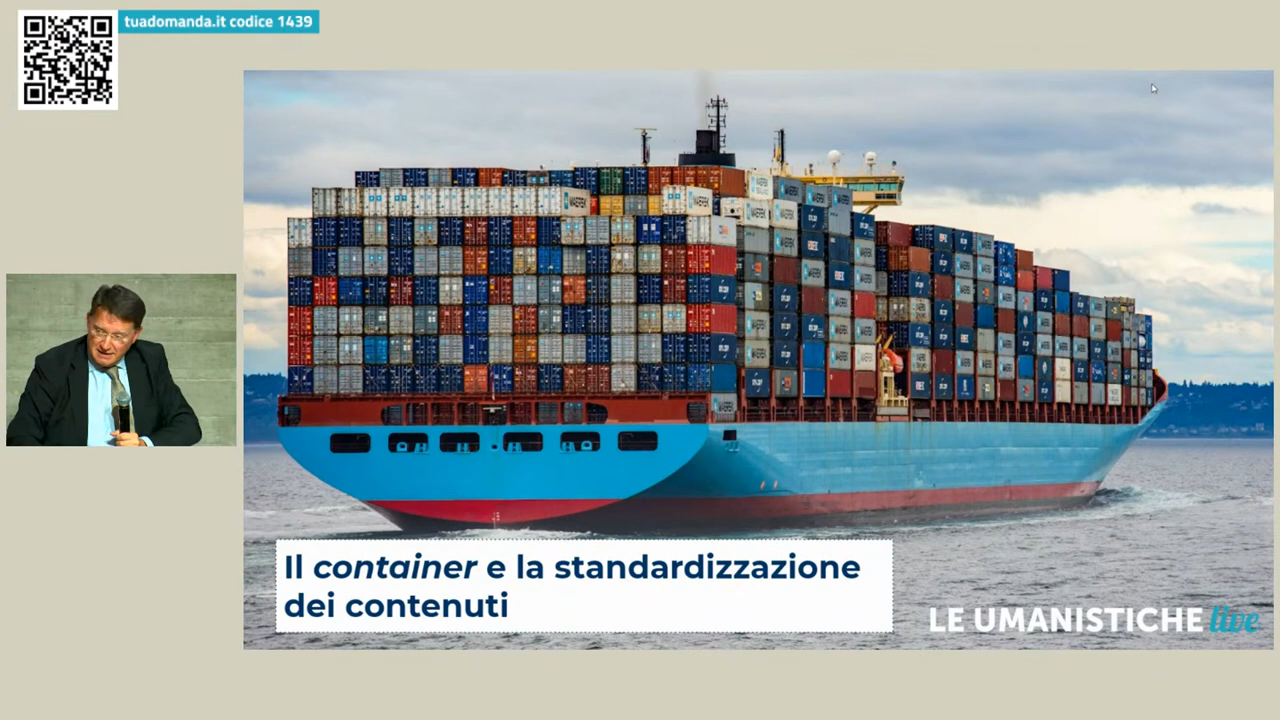 tuadomanda.it codice 1439
Il container e la standardizzazione
dei contenuti
LE UMANISTICHE live